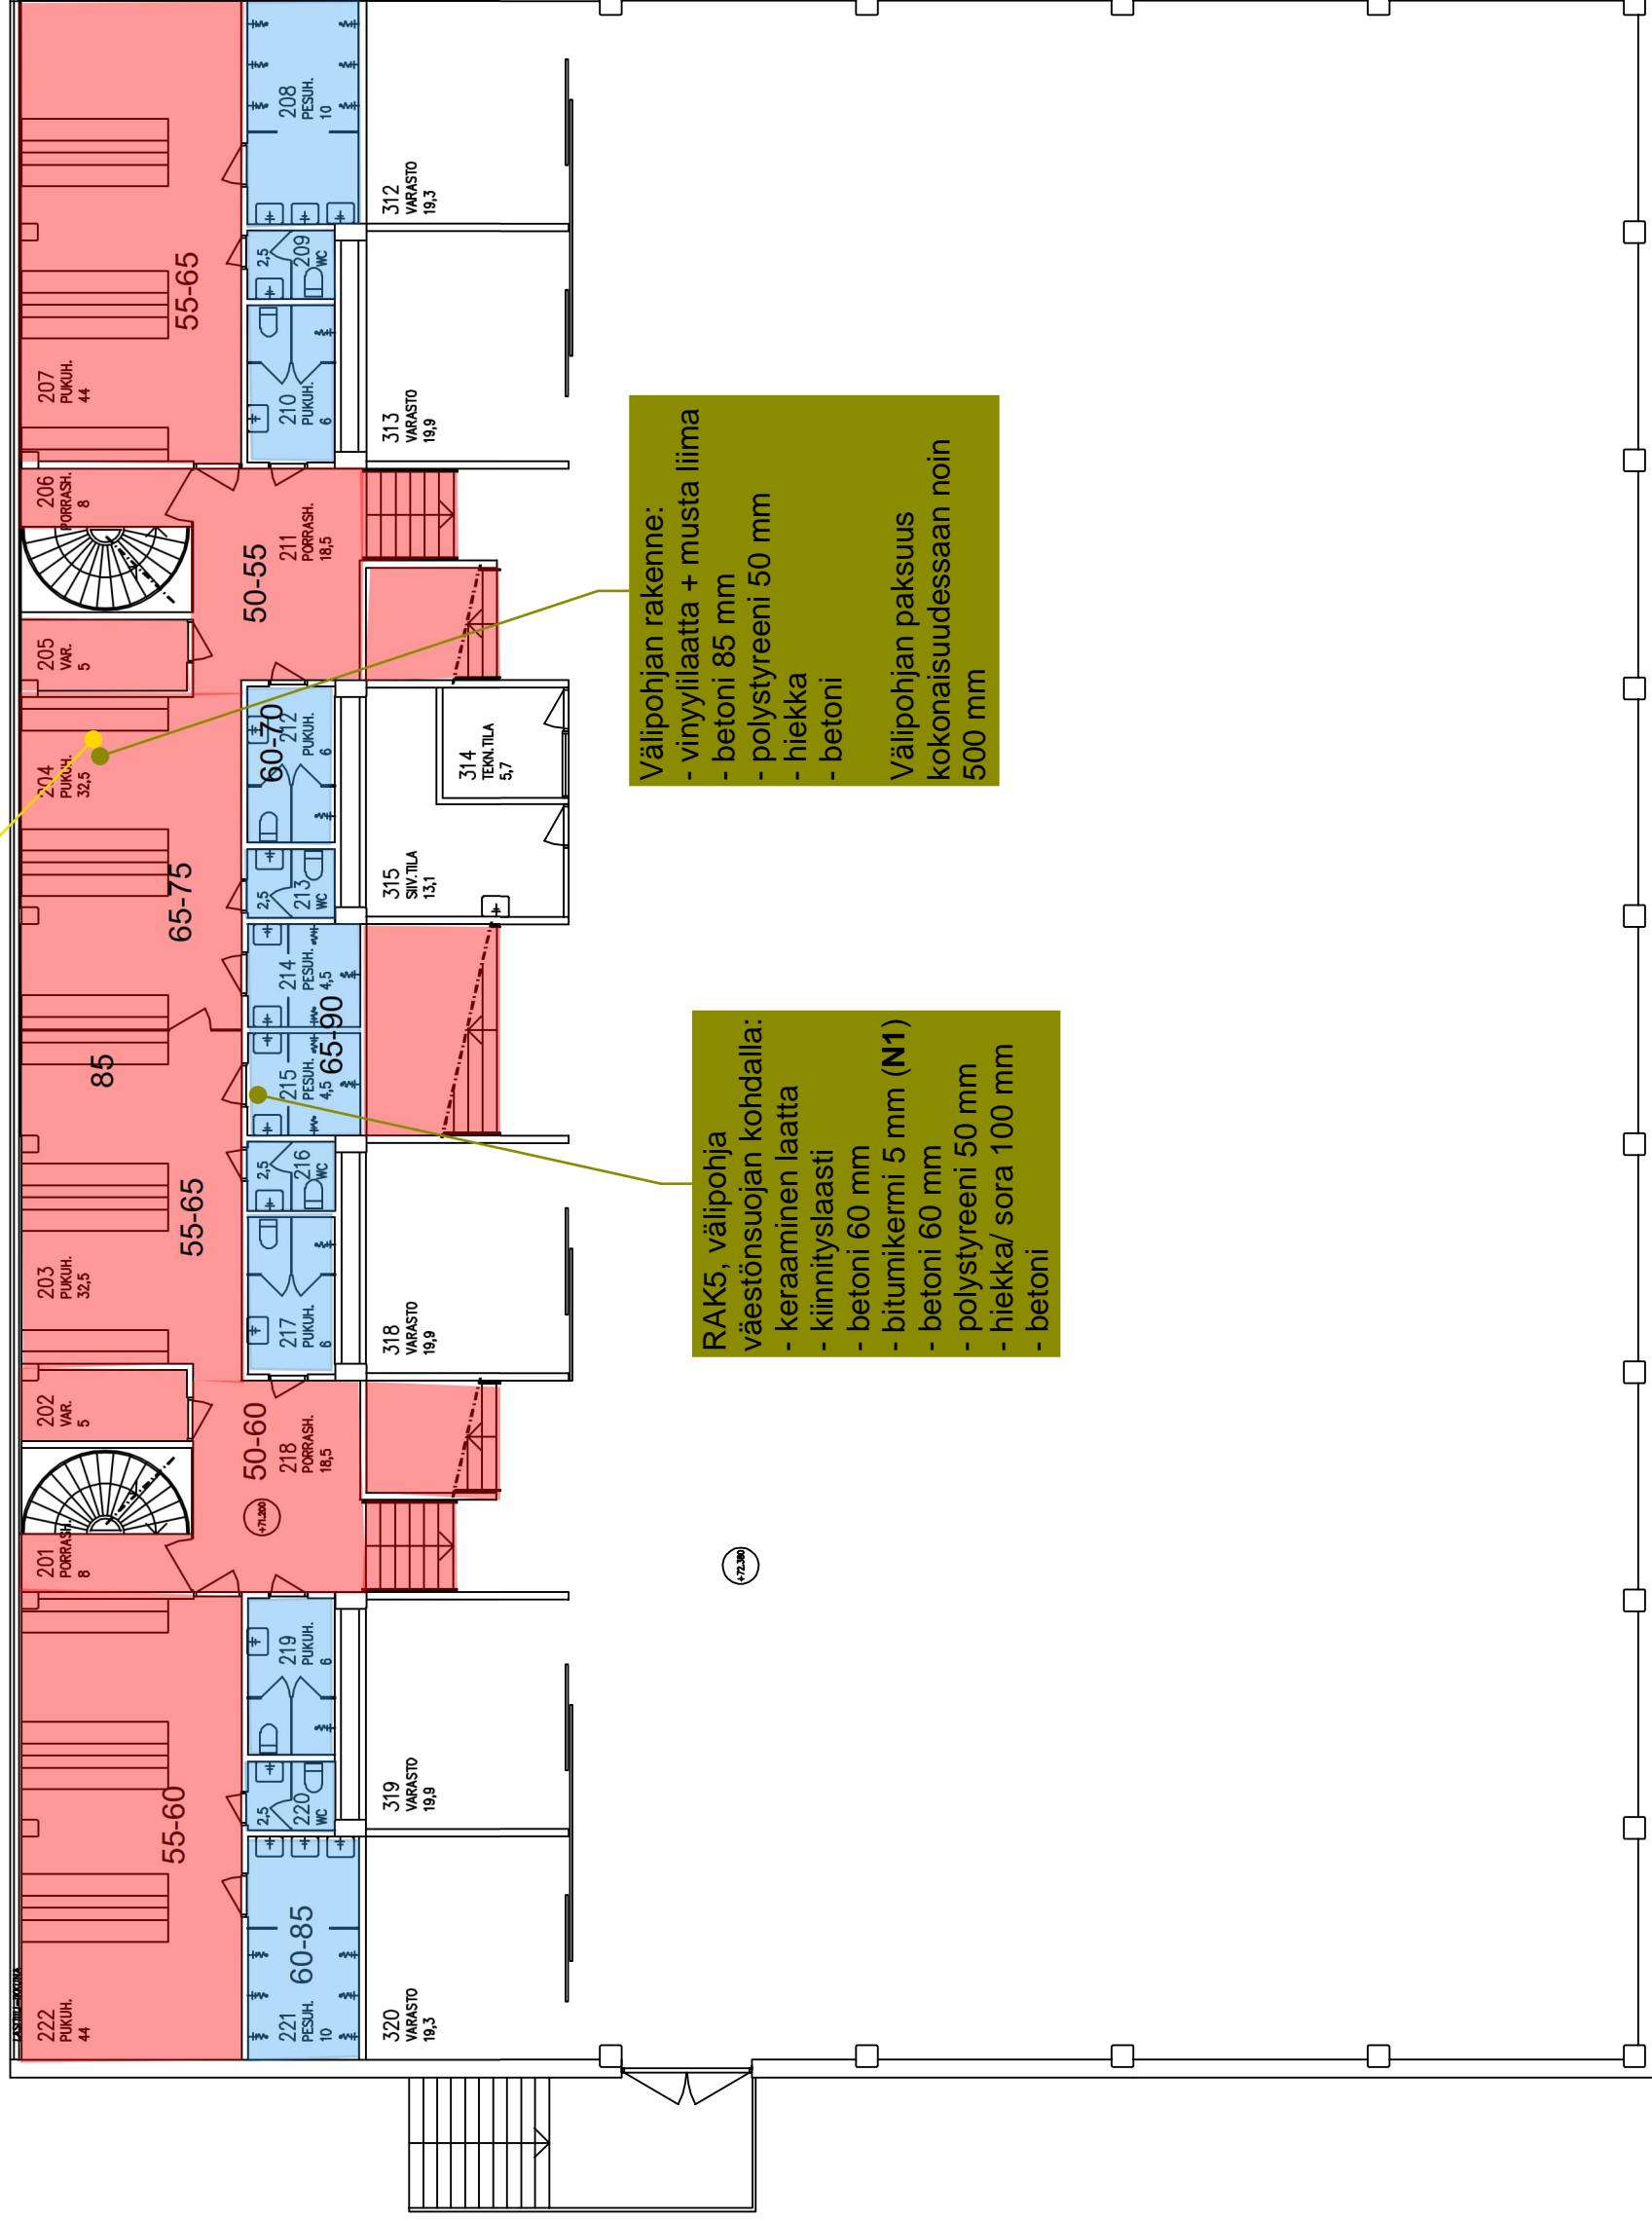 LASITIILI-IKKUNA
222
PUKUH.
44
55-60
201
PORRASH.
8
202
VAR.
5
203
PUKUH.
32,5
55-65
85
65-75
204
PUKUH.
32,5
205
VAR.
5
206
PORRASH.
8
207
PUKUH.
44
55-65
221
PESUH.
10
60-85
2,5
220
WC
219
PUKUH.
6
+71.200
50-60
218
PORRASH.
18,5
217
PUKUH.
6
2,5
216
WC
215
PESUH.
4,5
65-90
214
PESUH.
4,5
2,5
213
WC
60-70
212
PUKUH.
6
50-55
211
PORRASH.
18,5
210
PUKUH.
6
2,5
209
WC
208
PESUH.
10
320
VARASTO
19,3
319
VARASTO
19,9
318
VARASTO
19,9
315
SIIV.TILA
13,1
314
TEKN.TILA
5,7
313
VARASTO
19,9
312
VARASTO
19,3
+72.380
RAK5, välipohja
väestönsuojan kohdalla:
- keraaminen laatta
- kiinnityslaasti
- betoni 60 mm
- bitumikermi 5 mm (N1)
- betoni 60 mm
- polystyreeni 50 mm
- hiekka/ sora 100 mm
- betoni
Välipohjan rakenne:
- vinyylilaatta + musta liima
- betoni 85 mm
- polystyreeni 50 mm
- hiekka
- betoni
Välipohjan paksuus
kokonaisuudessaan noin
500 mm